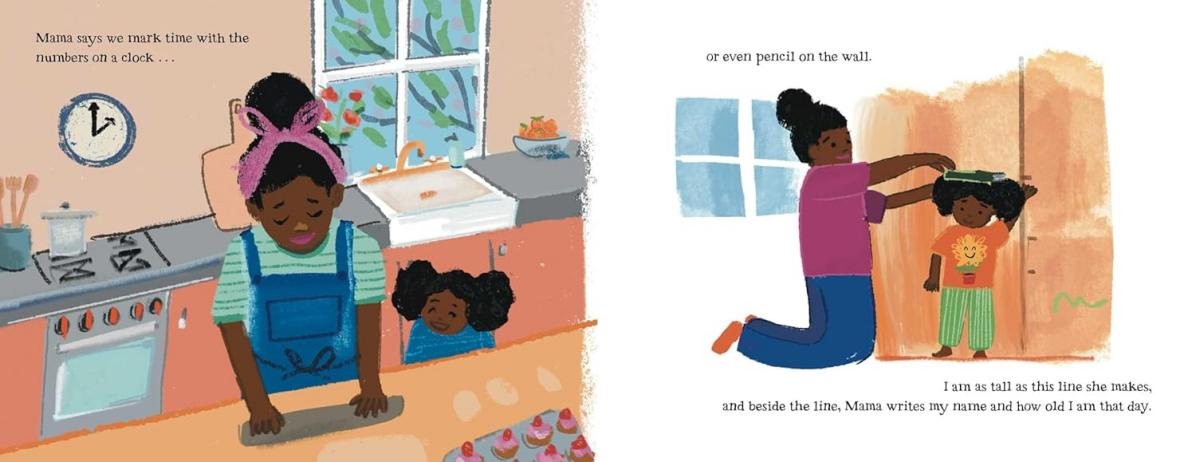 Mama says we mark time with the
numbers on a clock . . .
or even pencil on the wall.
I am as tall as this line she makes,
and beside the line, Mama writes my name and how old I am that day.